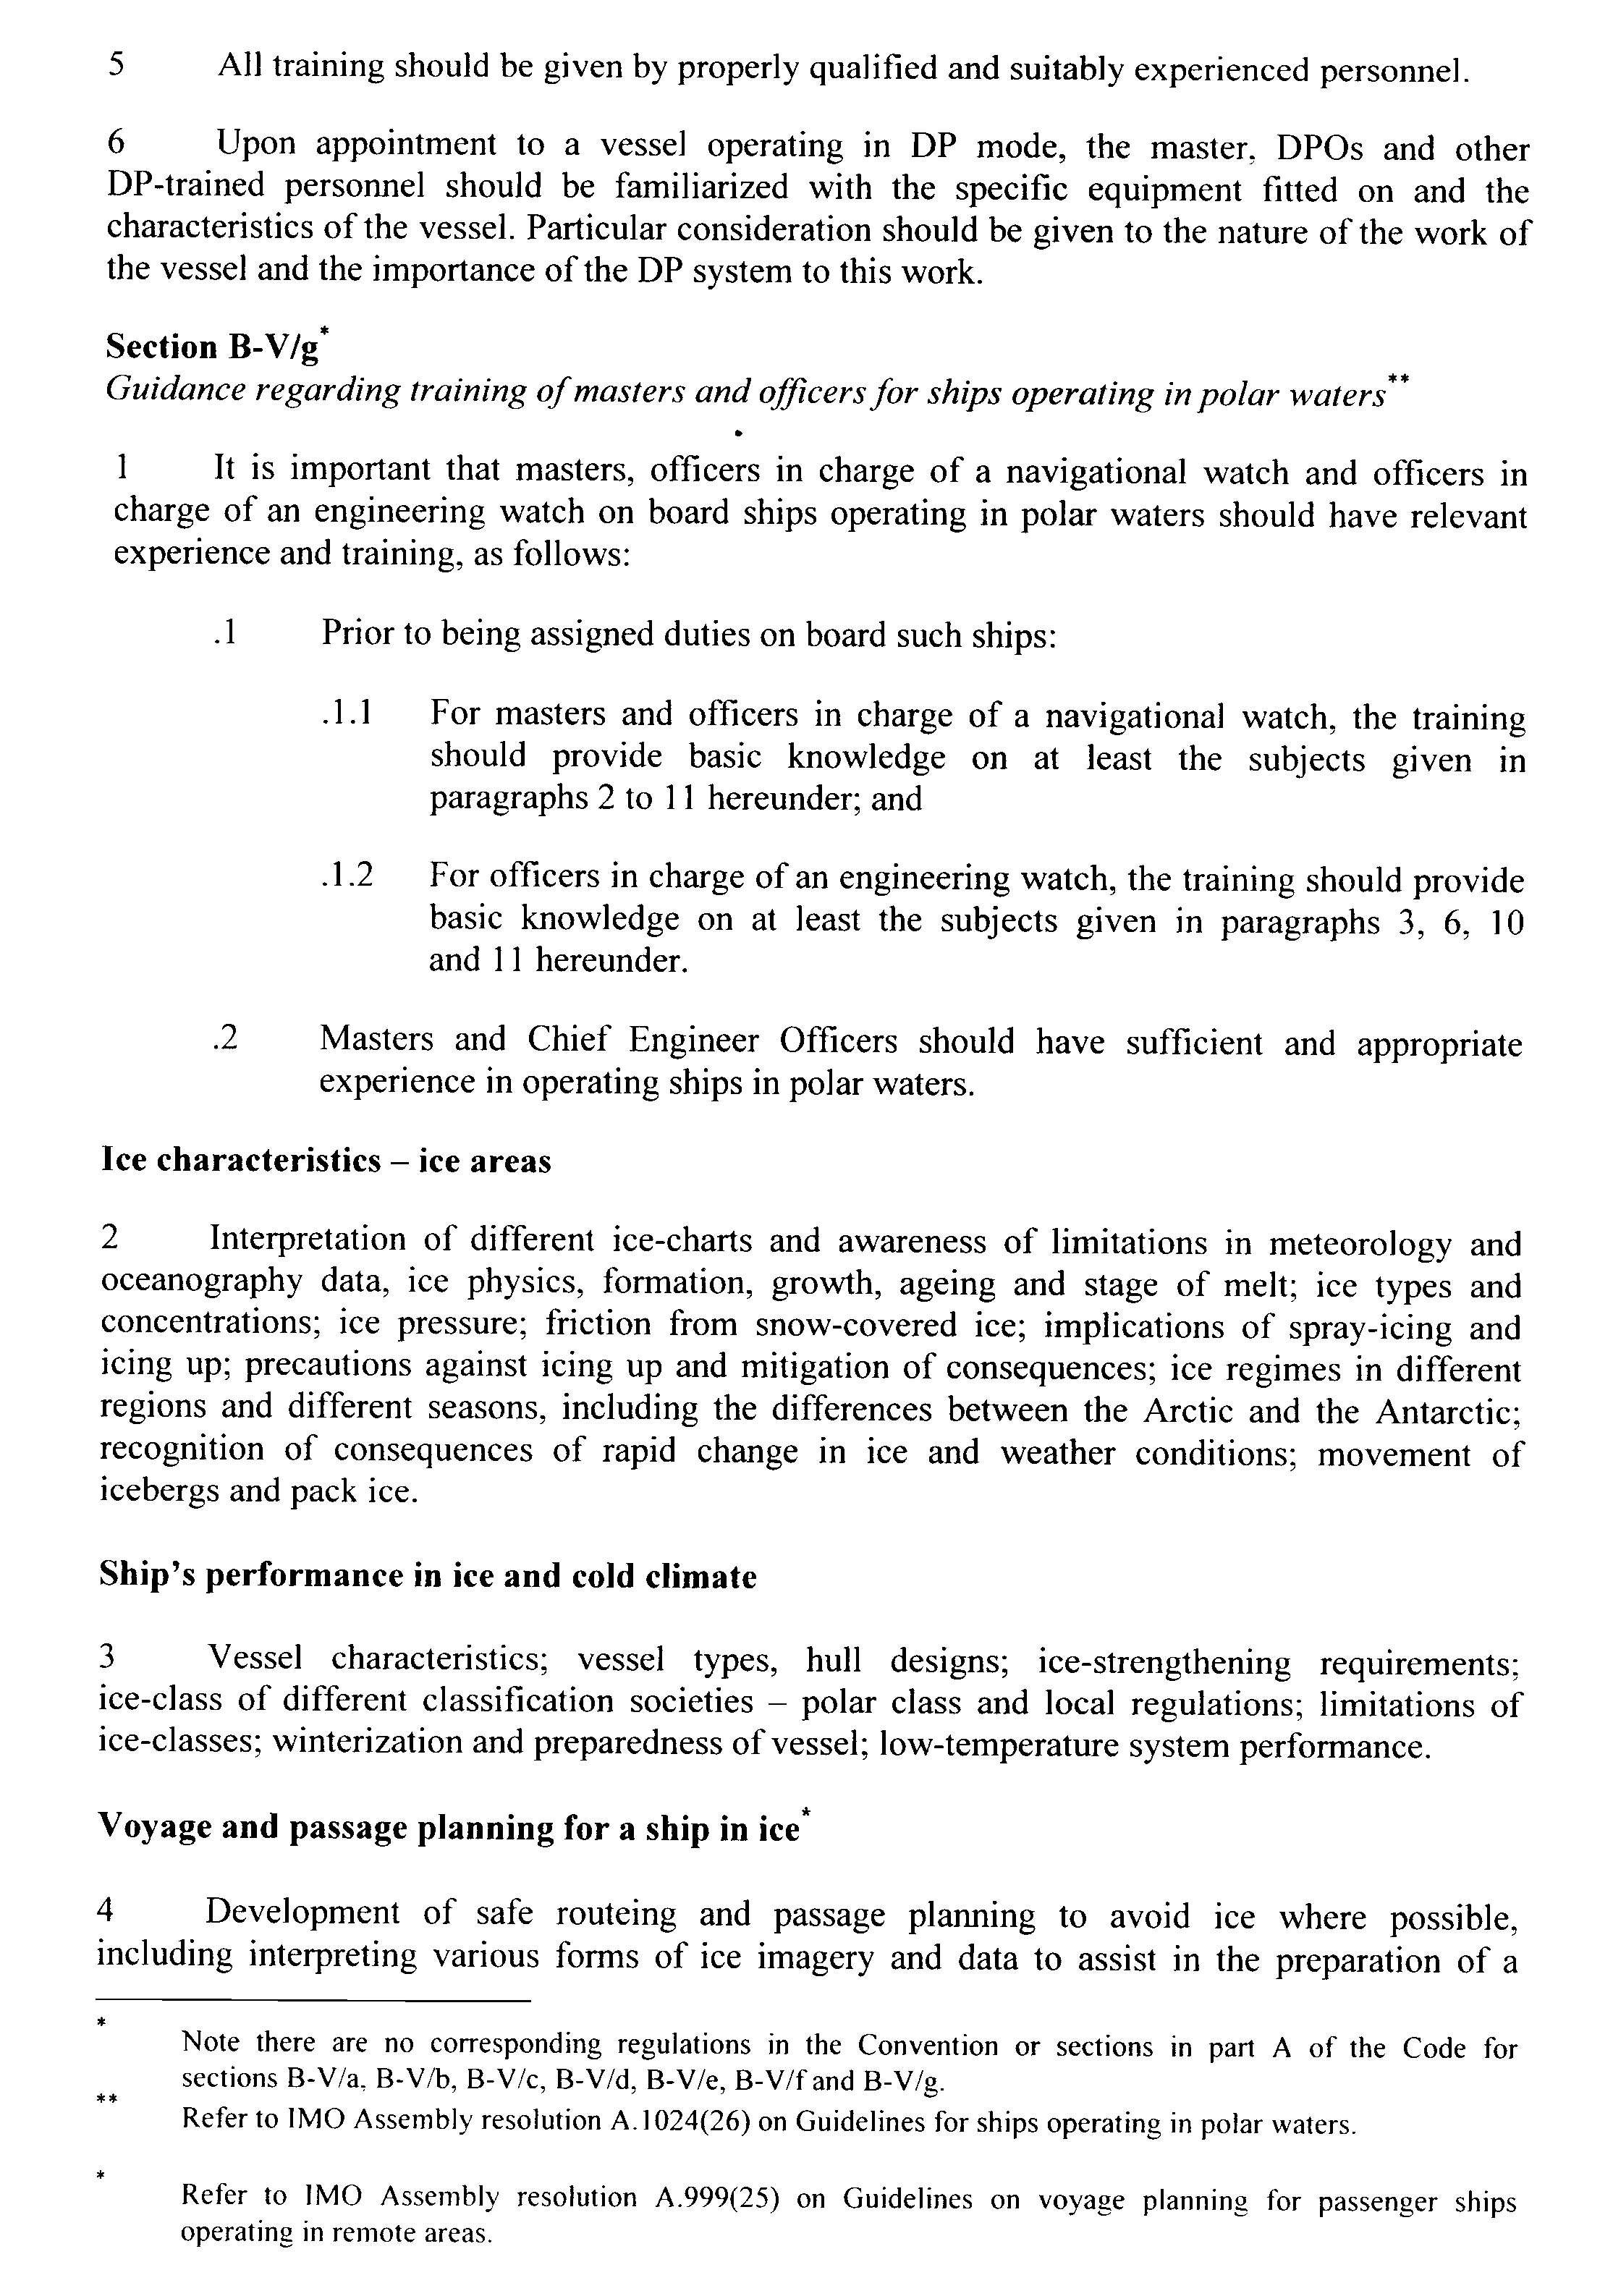 5 All training should be given by properly qualified and suitably experienced personnel.
6 Upon appointment to a vessel operating in DP mode, the master, DPOs and other
DP-trained personnel should be familiarized with the specific equipment fitted on and the
characteristics of the vessel. Particular consideration should be given to the nature of the work of
the vessel and the importance of the DP system to this work.
Section B-V/g*
Guidance regarding training of masters and officers for ships operating in polar waters**
1 It is important that masters, officers in charge of a navigational watch and officers in
charge of an engineering watch on board ships operating in polar waters should have relevant
experience and training, as follows:
.1 Prior to being assigned duties on board such ships:
.1.1 For masters and officers in charge of a navigational watch, the training
should provide basic knowledge on at least the subjects given in
paragraphs 2 to 11 hereunder; and
.1.2 For officers in charge of an engineering watch, the training should provide
basic knowledge on at least the subjects given in paragraphs 3, 6, 10
and 11 hereunder.
.2 Masters and Chief Engineer Officers should have sufficient and appropriate
experience in operating ships in polar waters.
Ice characteristics – ice areas
2 Interpretation of different ice-charts and awareness of limitations in meteorology and
oceanography data, ice physics, formation, growth, ageing and stage of melt; ice types and
concentrations; ice pressure; friction from snow-covered ice; implications of spray-icing and
icing up; precautions against icing up and mitigation of consequences; ice regimes in different
regions and different seasons, including the differences between the Arctic and the Antarctic;
recognition of consequences of rapid change in ice and weather conditions; movement of
icebergs and pack ice.
Ship's performance in ice and cold climate
3 Vessel characteristics; vessel types, hull designs; ice-strengthening requirements;
ice-class of different classification societies – polar class and local regulations; limitations of
ice-classes; winterization and preparedness of vessel; low-temperature system performance.
Voyage and passage planning for a ship in ice*
4 Development of safe routeing and passage planning to avoid ice where possible,
including interpreting various forms of ice imagery and data to assist in the preparation of a
* Note there are no corresponding regulations in the Convention or sections in part A of the Code for
sections B-V/a, B-V/b, B-V/c, B-V/d, B-V/e, B-V/f and B-V/g.
** Refer to IMO Assembly resolution A.1024(26) on Guidelines for ships operating in polar waters.
* Refer to IMO Assembly resolution A.999(25) on Guidelines on voyage planning for passenger ships
operating in remote areas.